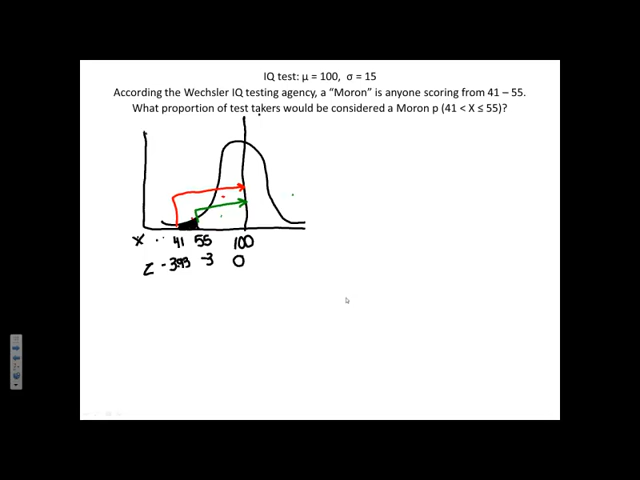 IQ test: μ = 100,  σ = 15
According the Wechsler IQ testing agency, a “Moron” is anyone scoring from 41 – 55.
What proportion of test takers would be considered a Moron p (41 < X ≤ 55)?
X 41 55 100
Z -3.93 -3 0